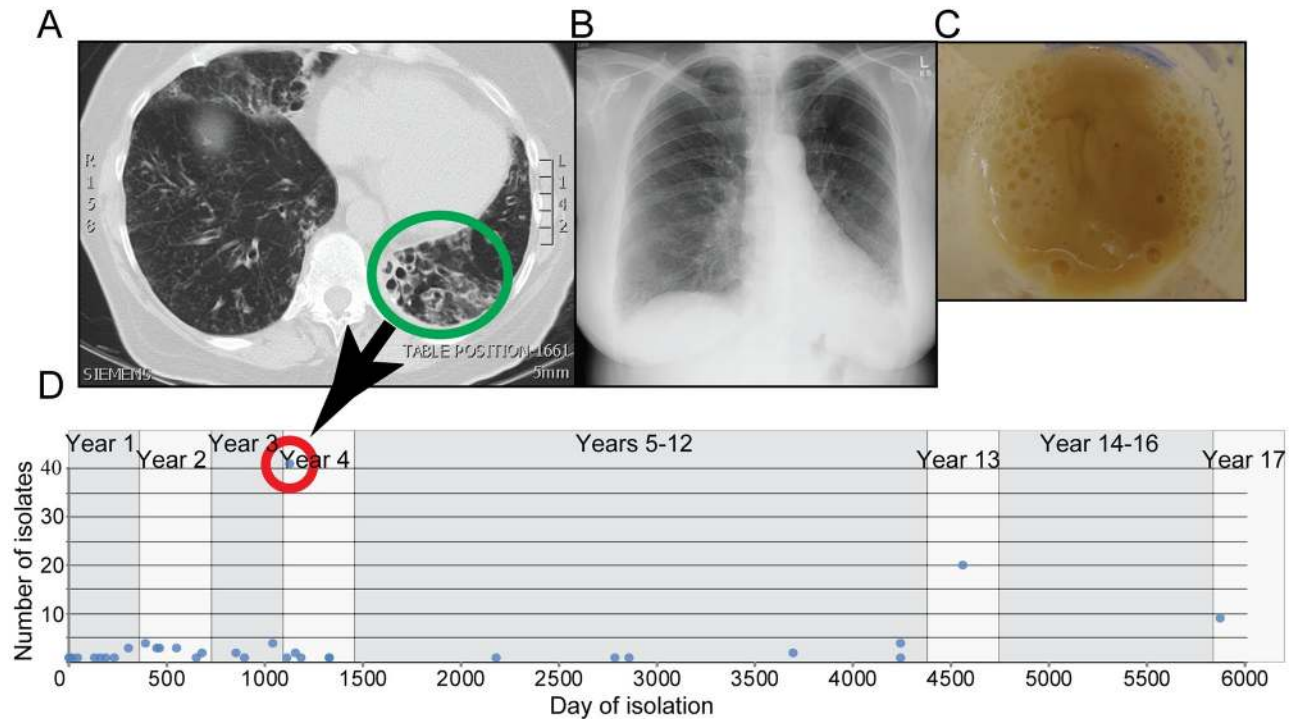 A
B
C
R
1
5
8
L
1
4
2
TABLE POSITION-1661
5mm
SIEMENS
L
D
Year 1
Year 2
Year 3
Year 4
Years 5-12
Year 13
Year 14-16
Year 17
Number of isolates
40
30
20
10
0 500 1000 1500 2000 2500 3000 3500 4000 4500 5000 5500 6000
Day of isolation